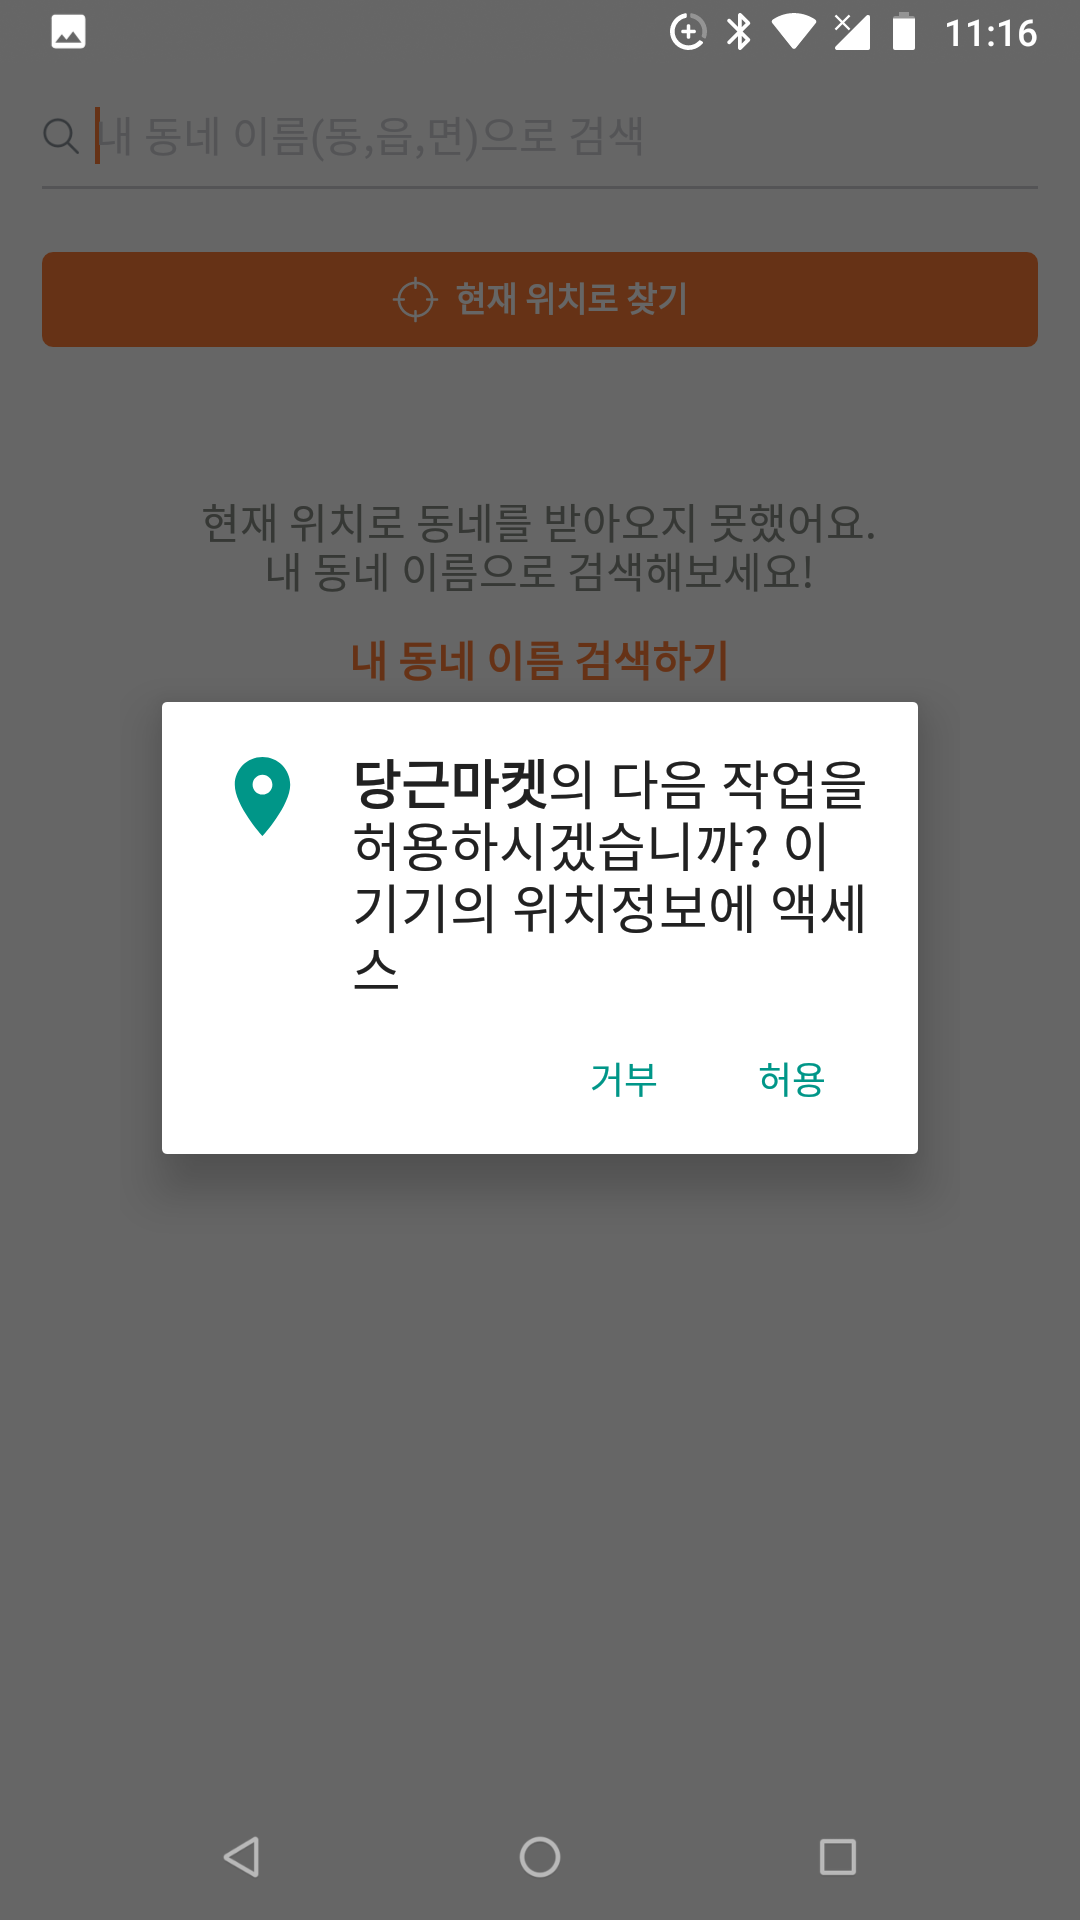 11:16
내 동네 이름(동,읍,면)으로 검색
현재 위치로 찾기
현재 위치로 동네를 받아오지 못했어요.
내 동네 이름으로 검색해보세요!
내 동네 이름 검색하기
당근마켓의 다음 작업을
허용하시겠습니까? 이
기기의 위치정보에 액세
스
거부 허용